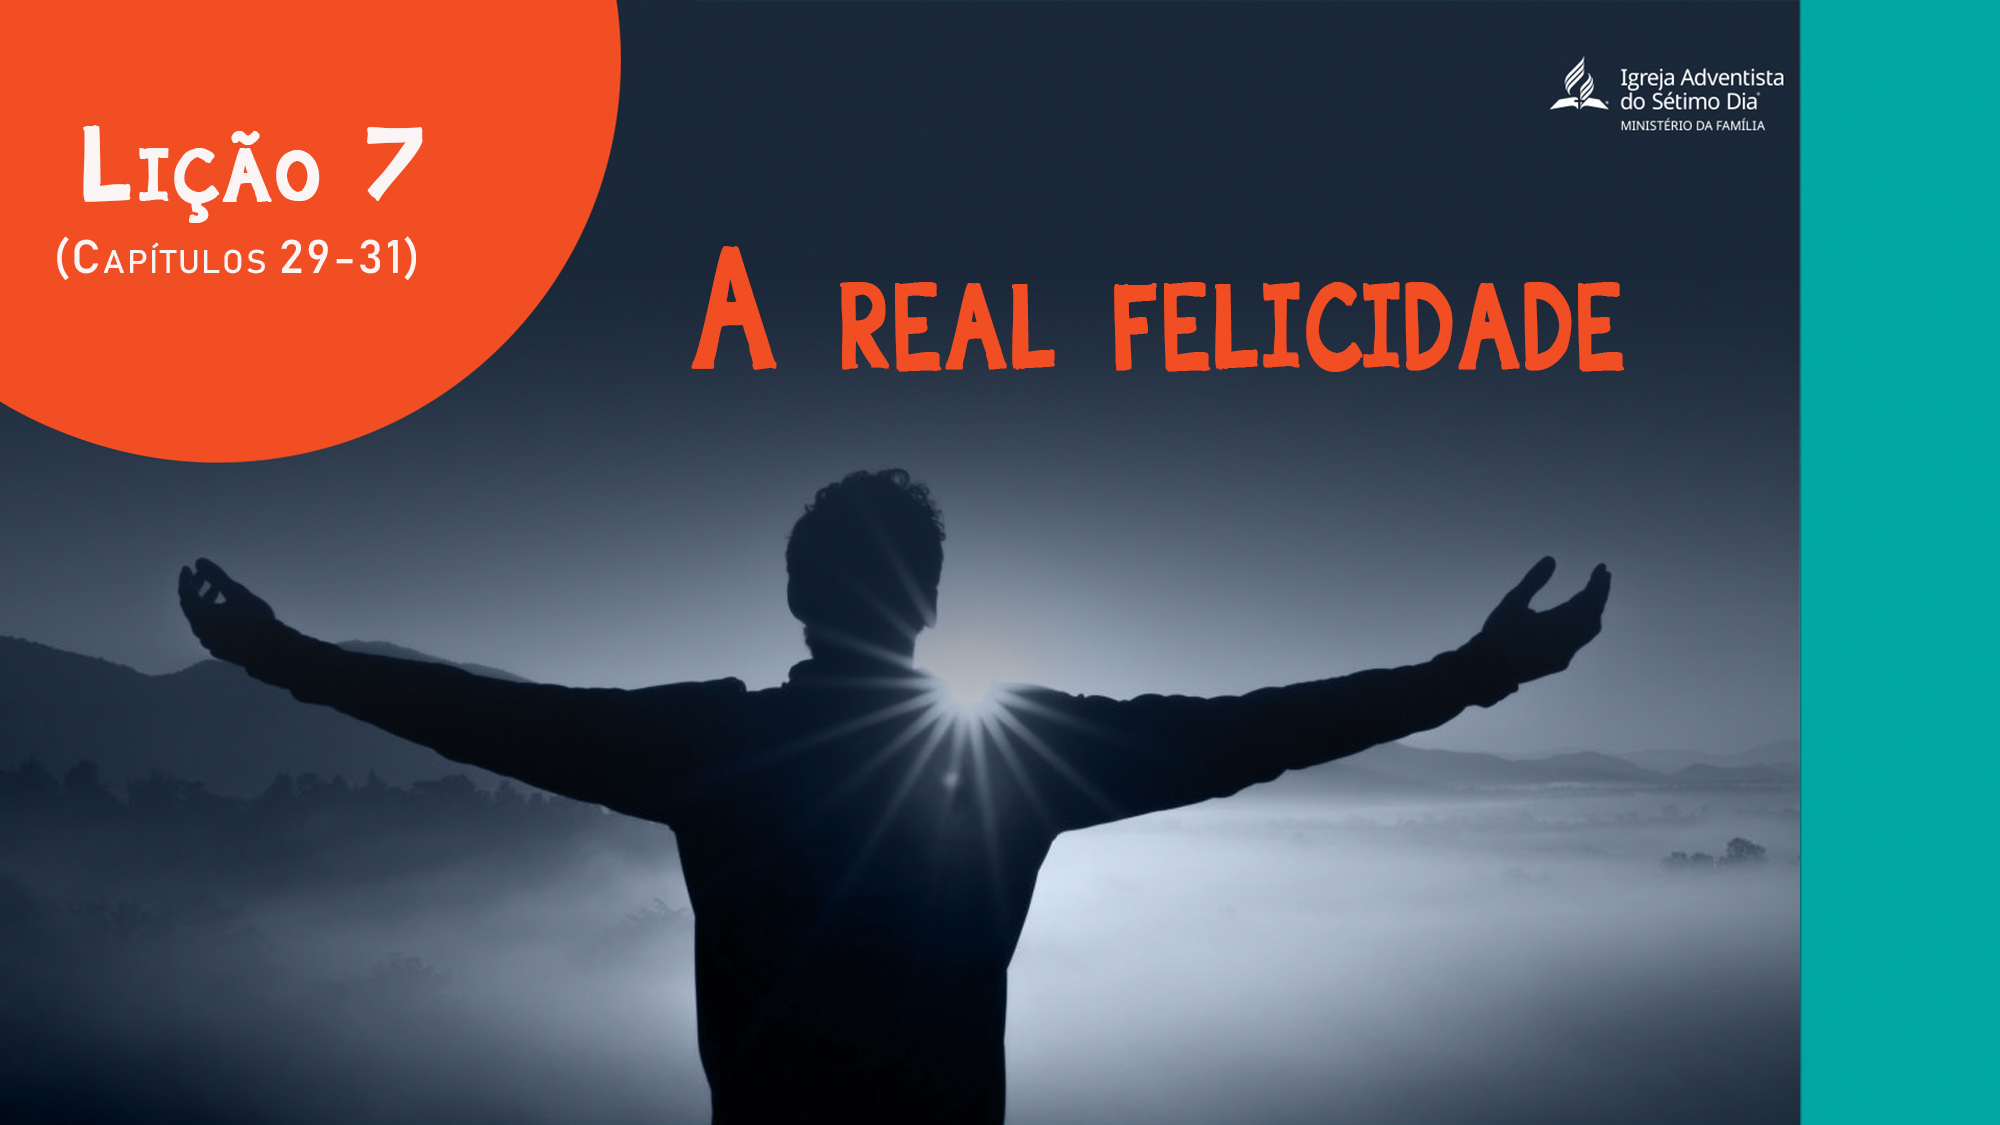 Lição 7
(Capítulos 29-31)
Igreja Adventista
do Sétimo Dia
MINISTÉRIO DA FAMÍLIA
A real felicidade